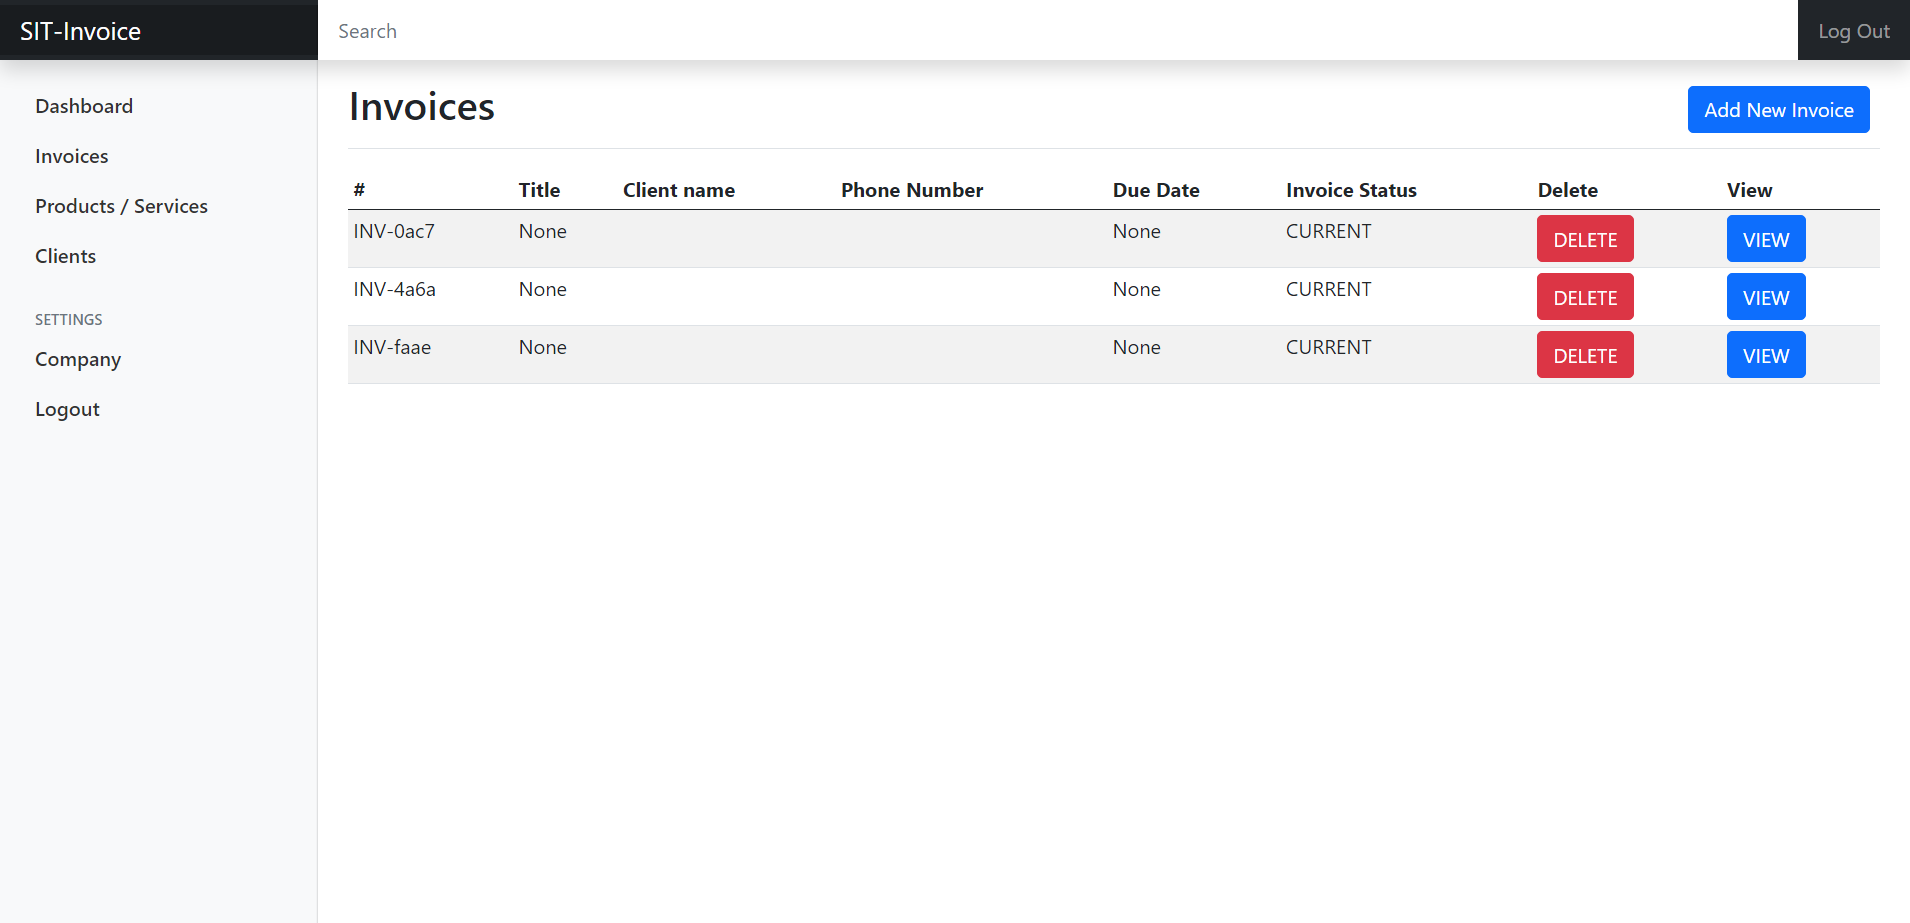 SIT-Invoice Search Log Out
Dashboard
Invoices
Products / Services
Clients
SETTINGS
Company
Logout
Invoices Add New Invoice
# Title Client name Phone Number Due Date Invoice Status Delete View
INV-0ac7 None None CURRENT DELETE VIEW
INV-4a6a None None CURRENT DELETE VIEW
INV-faae None None CURRENT DELETE VIEW